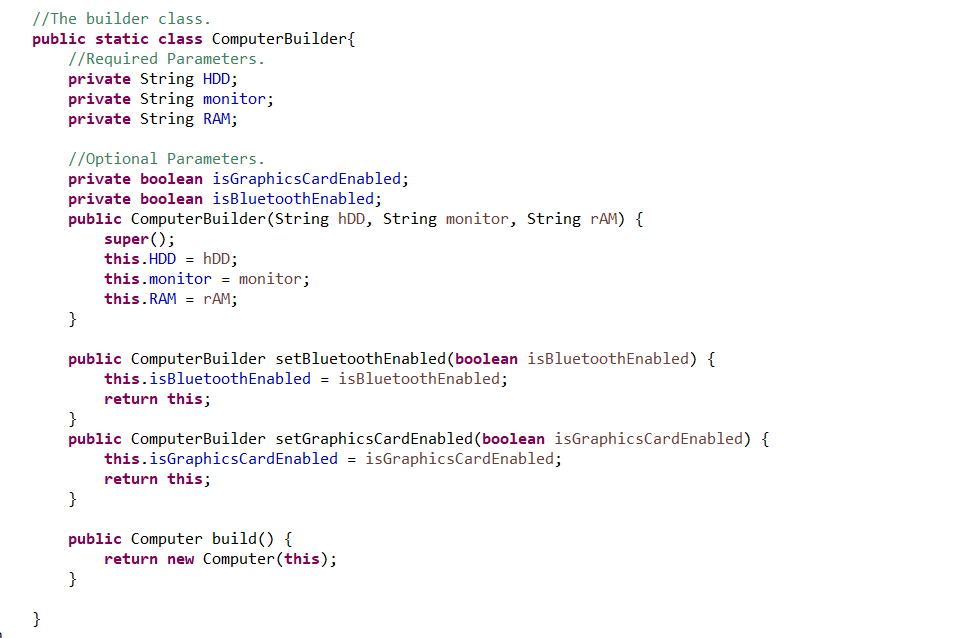 //The builder class.
public static class ComputerBuilder{
//Required Parameters.
private String HDD;
private String monitor;
private String RAM;
//Optional Parameters.
private boolean isGraphicsCardEnabled;
private boolean isBluetoothEnabled;
public ComputerBuilder(String hDD, String monitor, String rAM) {
super();
this.HDD = hDD;
this.monitor = monitor;
this.RAM = rAM;
}
public ComputerBuilder setBluetoothEnabled(boolean isBluetoothEnabled) {
this.isBluetoothEnabled = isBluetoothEnabled;
return this;
}
public ComputerBuilder setGraphicsCardEnabled(boolean isGraphicsCardEnabled) {
this.isGraphicsCardEnabled = isGraphicsCardEnabled;
return this;
}
public Computer build() {
return new Computer(this);
}
}